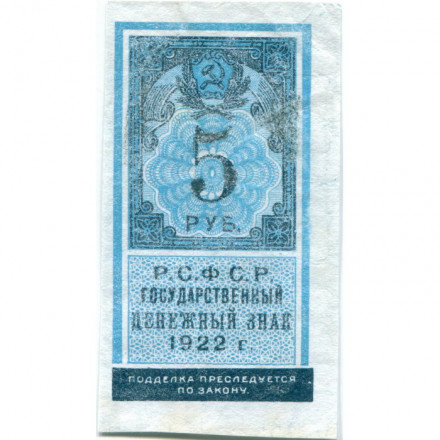 5
РУБ.
Р.С.Ф.С.Р.
ГОСУДАРСТВЕННЫЙ
ДЕНЕЖНЫЙ ЗНАК
1922 г.
ПОДДЕЛКА ПРЕСЛЕДУЕТСЯ
ПО ЗАКОНУ.